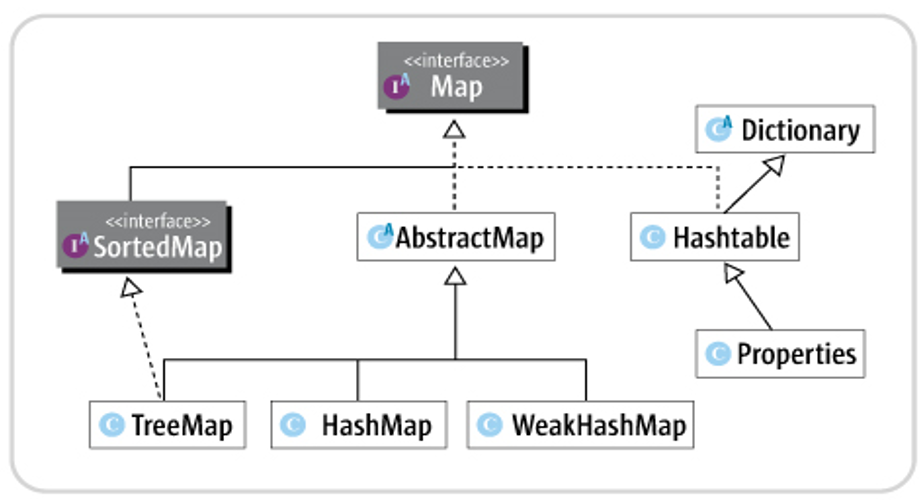 <<interface>>
I A Map
C A Dictionary
<<interface>>
I A SortedMap
C A AbstractMap
C Hashtable
C Properties
C TreeMap
C HashMap
C WeakHashMap